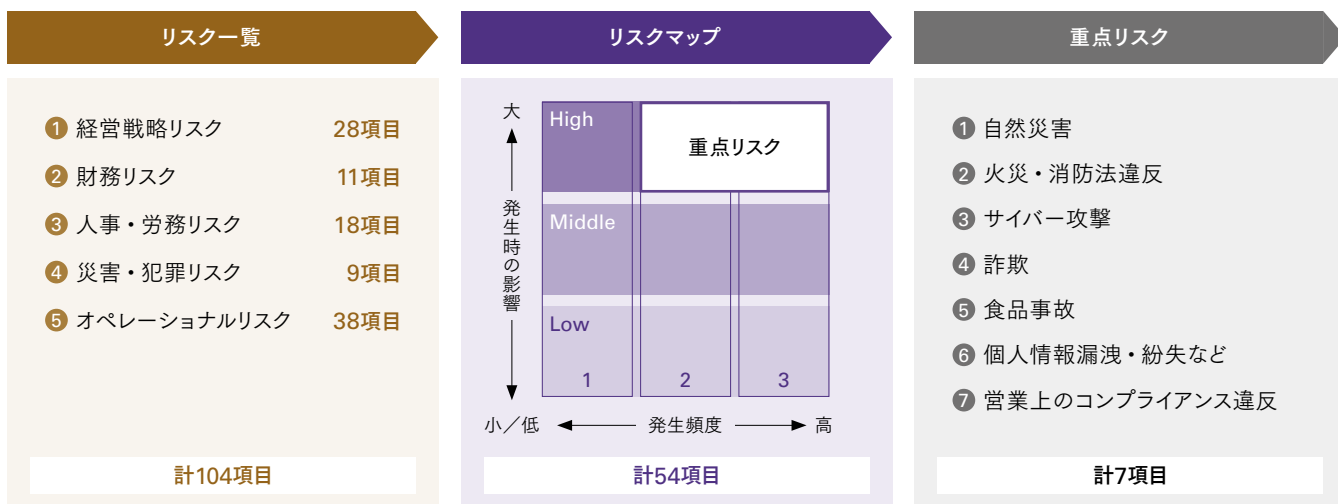 リスク一覧
❶ 経営戦略リスク 28項目
❷ 財務リスク 11項目
❸ 人事・労務リスク 18項目
❹ 災害・犯罪リスク 9項目
❺ オペレーショナルリスク 38項目
計104項目
リスクマップ
大
発生時の影響
High
重点リスク
Middle
Low
1 2 3
小／低 発生頻度 高
計54項目
重点リスク
❶ 自然災害
❷ 火災・消防法違反
❸ サイバー攻撃
❹ 詐欺
❺ 食品事故
❻ 個人情報漏洩・紛失など
❼ 営業上のコンプライアンス違反
計7項目